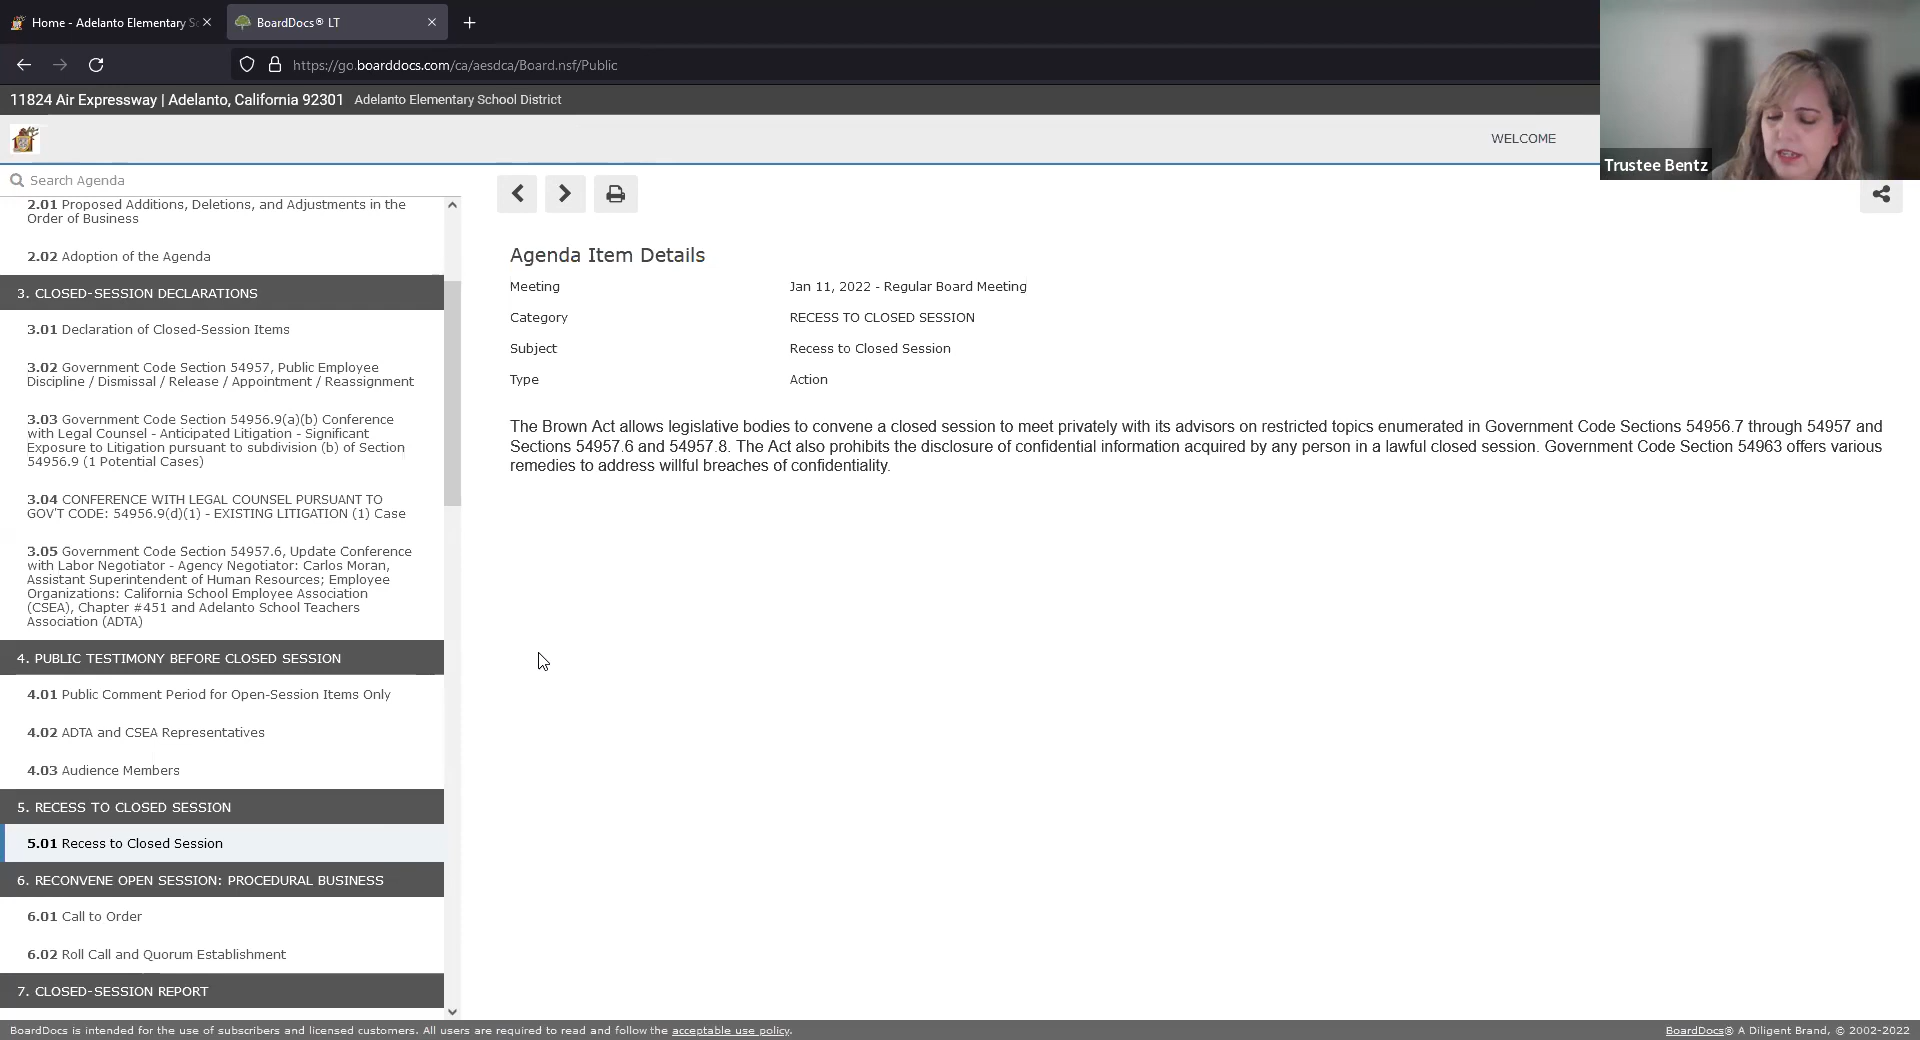 Home - Adelanto Elementary Sc
BoardDocs® LT
https://go.boarddocs.com/ca/aesdca/Board.nsf/Public
11824 Air Expressway | Adelanto, California 92301 Adelanto Elementary School District
WELCOME
Trustee Bentz
Search Agenda
2.01 Proposed Additions, Deletions, and Adjustments in the
Order of Business
2.02 Adoption of the Agenda
3. CLOSED-SESSION DECLARATIONS
3.01 Declaration of Closed-Session Items
3.02 Government Code Section 54957, Public Employee
Discipline / Dismissal / Release / Appointment / Reassignment
3.03 Government Code Section 54956.9(a)(b) Conference
with Legal Counsel - Anticipated Litigation - Significant
Exposure to Litigation pursuant to subdivision (b) of Section
54956.9 (1 Potential Cases)
3.04 CONFERENCE WITH LEGAL COUNSEL PURSUANT TO
GOV'T CODE: 54956.9(d)(1) - EXISTING LITIGATION (1) Case
3.05 Government Code Section 54957.6, Update Conference
with Labor Negotiator - Agency Negotiator: Carlos Moran,
Assistant Superintendent of Human Resources; Employee
Organizations: California School Employee Association
(CSEA), Chapter #451 and Adelanto School Teachers
Association (ADTA)
4. PUBLIC TESTIMONY BEFORE CLOSED SESSION
4.01 Public Comment Period for Open-Session Items Only
4.02 ADTA and CSEA Representatives
4.03 Audience Members
5. RECESS TO CLOSED SESSION
5.01 Recess to Closed Session
6. RECONVENE OPEN SESSION: PROCEDURAL BUSINESS
6.01 Call to Order
6.02 Roll Call and Quorum Establishment
7. CLOSED-SESSION REPORT
Agenda Item Details
Meeting Jan 11, 2022 - Regular Board Meeting
Category RECESS TO CLOSED SESSION
Subject Recess to Closed Session
Type Action
The Brown Act allows legislative bodies to convene a closed session to meet privately with its advisors on restricted topics enumerated in Government Code Sections 54956.7 through 54957 and
Sections 54957.6 and 54957.8. The Act also prohibits the disclosure of confidential information acquired by any person in a lawful closed session. Government Code Section 54963 offers various
remedies to address willful breaches of confidentiality.
BoardDocs is intended for the use of subscribers and licensed customers. All users are required to read and follow the acceptable use policy.
BoardDocs® A Diligent Brand, © 2002-2022